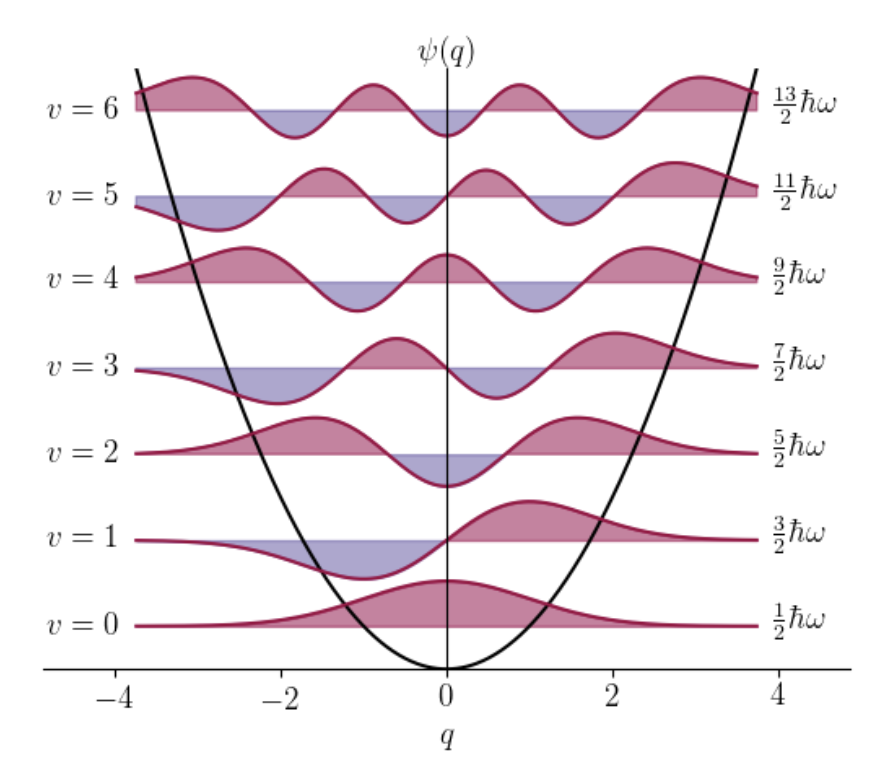 ψ(q)
v = 6 13/2 ħω
v = 5 11/2 ħω
v = 4 9/2 ħω
v = 3 7/2 ħω
v = 2 5/2 ħω
v = 1 3/2 ħω
v = 0 1/2 ħω
−4 −2 0 2 4
q